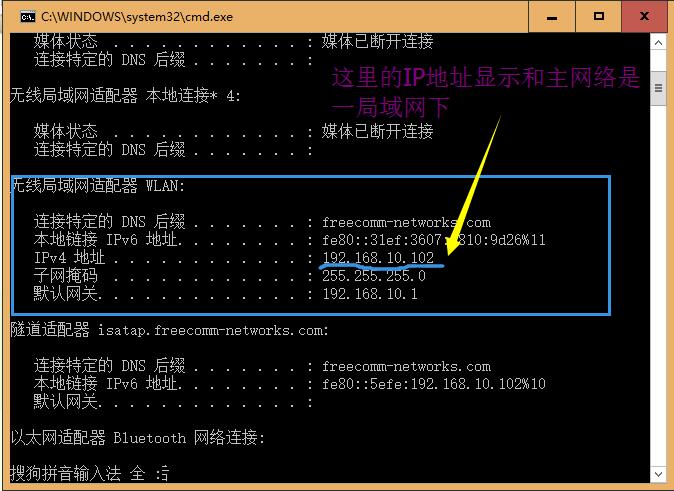 C:\WINDOWS\system32\cmd.exe
媒体状态 . . . . . . . . . . . . : 媒体已断开连接
连接特定的 DNS 后缀 . . . . . . . :
这里的IP地址显示和主网络是
一局域网下
无线局域网适配器 本地连接* 4:
媒体状态 . . . . . . . . . . . . : 媒体已断开连接
连接特定的 DNS 后缀 . . . . . . . :
无线局域网适配器 WLAN:
连接特定的 DNS 后缀 . . . . . . . : freecomm-networks.com
本地链接 IPv6 地址. . . . . . . . : fe80::31ef:3607: 810:9d26%11
IPv4 地址 . . . . . . . . . . . . : 192.168.10.102
子网掩码 . . . . . . . . . . . . : 255.255.255.0
默认网关. . . . . . . . . . . . . : 192.168.10.1
隧道适配器 isatap.freecomm-networks.com:
连接特定的 DNS 后缀 . . . . . . . : freecomm-networks.com
本地链接 IPv6 地址. . . . . . . . : fe80::5efe:192.168.10.102%10
默认网关. . . . . . . . . . . . . :
以太网适配器 Bluetooth 网络连接:
搜狗拼音输入法 全 :